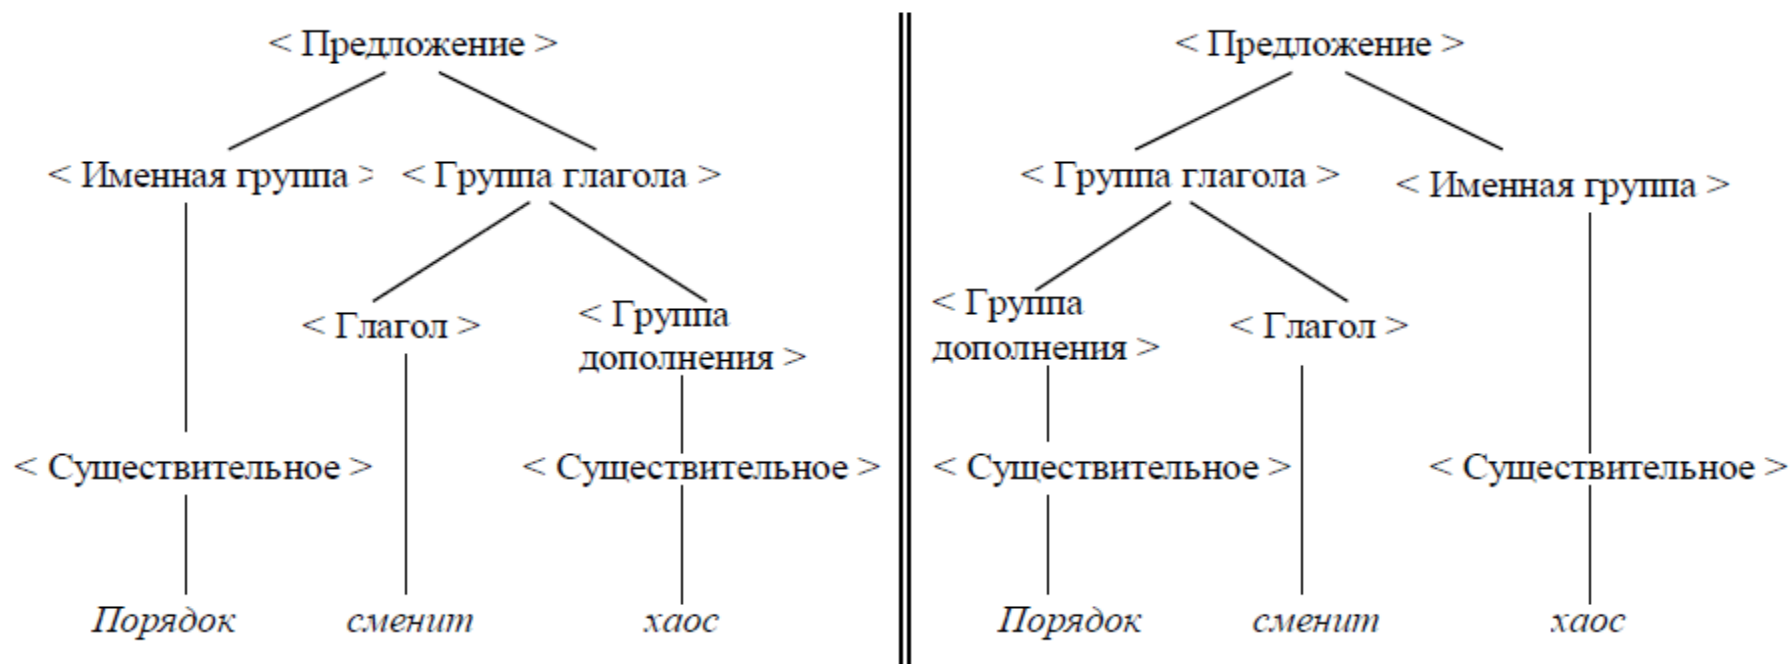 < Предложение >
< Именная группа >
< Группа глагола >
< Глагол >
< Группа
дополнения >
< Существительное >
< Существительное >
Порядок
сменит
хаос
< Предложение >
< Группа глагола >
< Именная группа >
< Группа
дополнения >
< Глагол >
< Существительное >
< Существительное >
Порядок
сменит
хаос